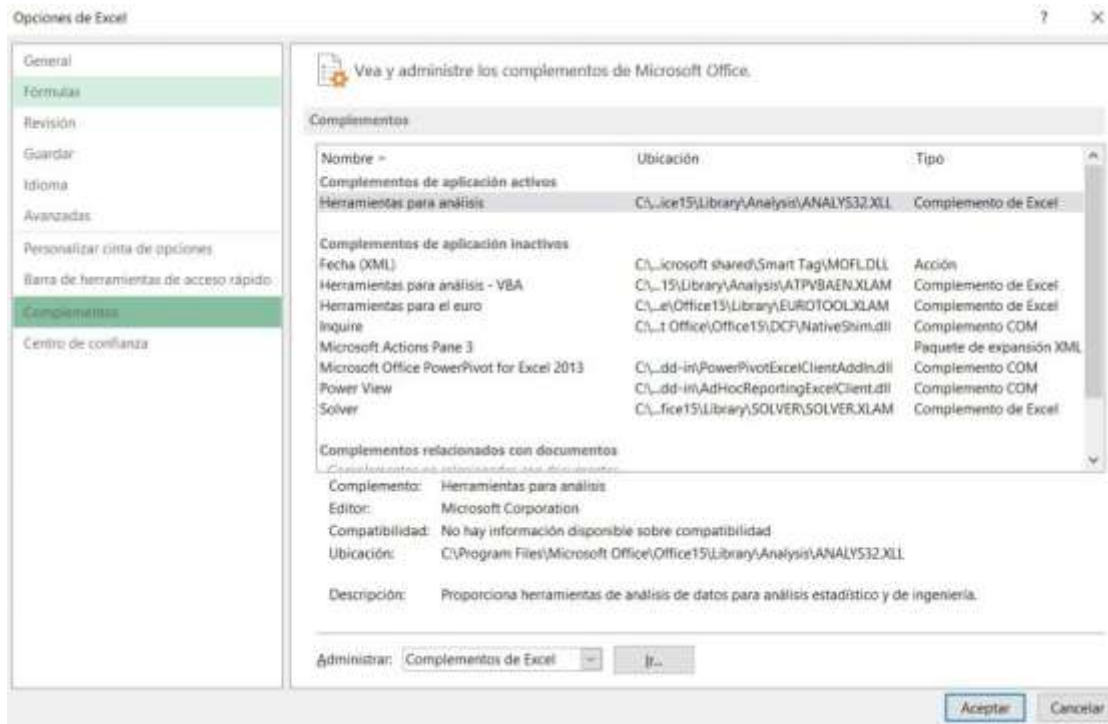 Opciones de Excel ? ×
General
Fórmulas
Revisión
Guardar
Idioma
Avanzadas
Personalizar cinta de opciones
Barra de herramientas de acceso rápido
Complementos
Centro de confianza
Vea y administre los complementos de Microsoft Office.
Complementos
Nombre Ubicación Tipo
Complementos de aplicación activos
Herramientas para análisis C:\...ice15\Library\Analysis\ANALYS32.XLL Complemento de Excel
Complementos de aplicación inactivos
Fecha (XML) C:\...icrosoft shared\Smart Tag\MOFL.DLL Acción
Herramientas para análisis - VBA C:\...15\Library\Analysis\ATPVBAEN.XLAM Complemento de Excel
Herramientas para el euro C:\...e\Office15\Library\EUROTOOL.XLAM Complemento de Excel
Inquire C:\...t Office\Office15\DCF\NativeShim.dll Complemento COM
Microsoft Actions Pane 3 Paquete de expansión XML
Microsoft Office PowerPivot for Excel 2013 C:\...dd-in\PowerPivotExcelClientAddIn.dll Complemento COM
Power View C:\...dd-in\AdHocReportingExcelClient.dll Complemento COM
Solver C:\...fice15\Library\SOLVER\SOLVER.XLAM Complemento de Excel
Complementos relacionados con documentos
Complemento: Herramientas para análisis
Editor: Microsoft Corporation
Compatibilidad: No hay información disponible sobre compatibilidad
Ubicación: C:\Program Files\Microsoft Office\Office15\Library\Analysis\ANALYS32.XLL
Descripción: Proporciona herramientas de análisis de datos para análisis estadístico y de ingeniería.
Administrar: Complementos de Excel Ir...
Aceptar Cancelar